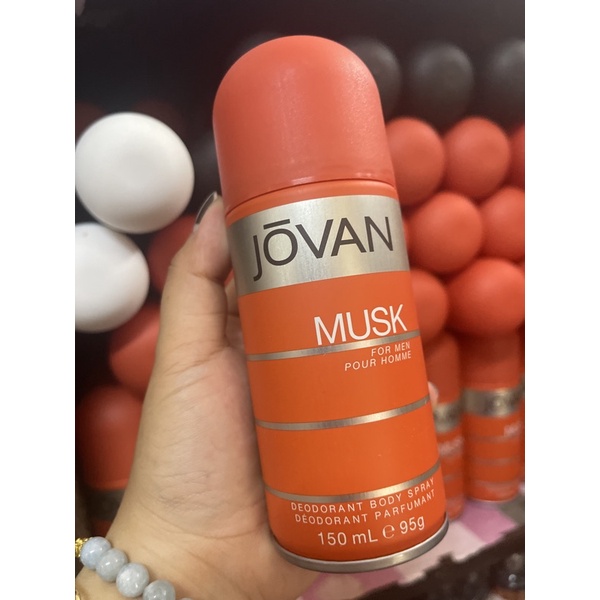 JŌVAN
MUSK
FOR MEN
POUR HOMME
DEODORANT BODY SPRAY
DÉODORANT PARFUMANT
150 mL ℮ 95g